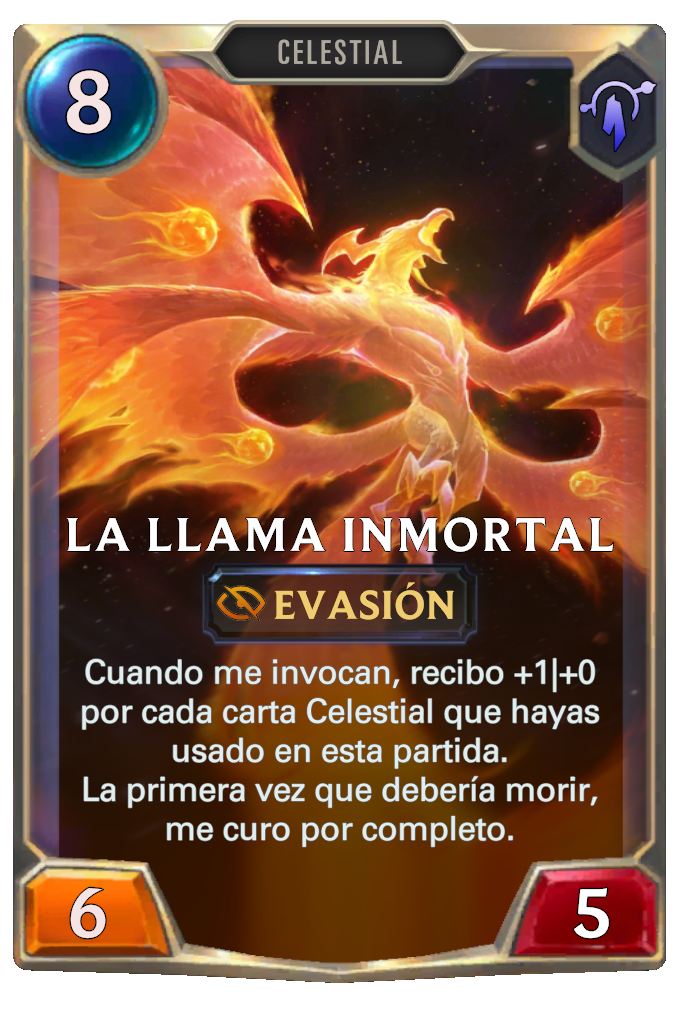 CELESTIAL
8
LA LLAMA INMORTAL
EVASIÓN
Cuando me invocan, recibo +1|+0
por cada carta Celestial que hayas
usado en esta partida.
La primera vez que debería morir,
me curo por completo.
6
5